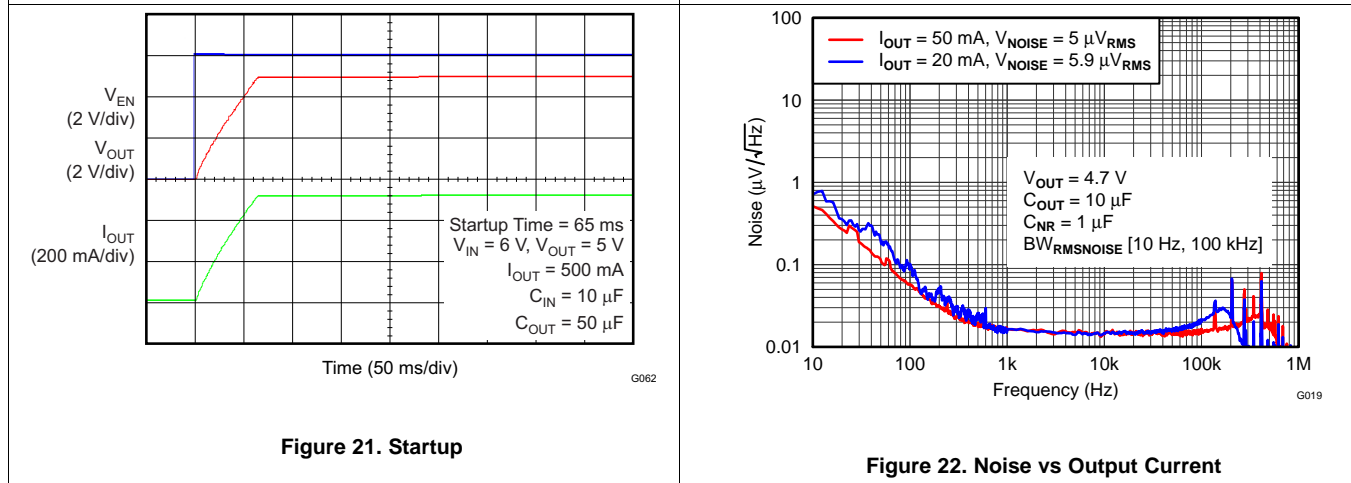 V_EN
(2 V/div)
V_OUT
(2 V/div)
I_OUT
(200 mA/div)
Startup Time = 65 ms
V_IN = 6 V, V_OUT = 5 V
I_OUT = 500 mA
C_IN = 10 μF
C_OUT = 50 μF
Time (50 ms/div)
G062
Figure 21. Startup
100
10
1
0.1
0.01
Noise (μV/√Hz)
I_OUT = 50 mA, V_NOISE = 5 μV_RMS
I_OUT = 20 mA, V_NOISE = 5.9 μV_RMS
V_OUT = 4.7 V
C_OUT = 10 μF
C_NR = 1 μF
BW_RMSNOISE [10 Hz, 100 kHz]
10 100 1k 10k 100k 1M
Frequency (Hz)
G019
Figure 22. Noise vs Output Current